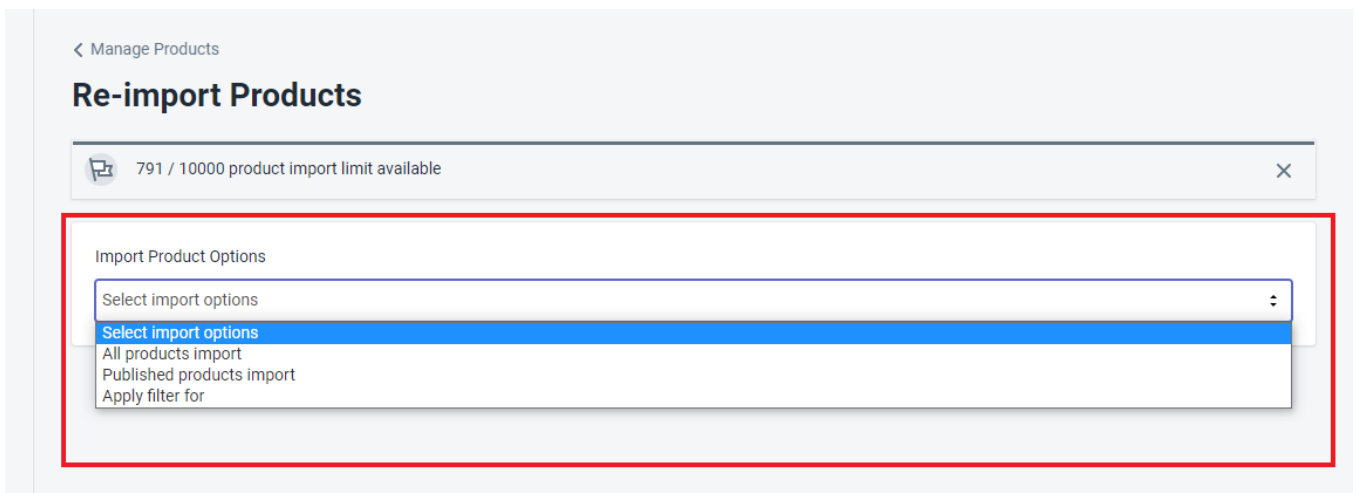 Manage Products
Re-import Products
791 / 10000 product import limit available
Import Product Options
Select import options
Select import options
All products import
Published products import
Apply filter for